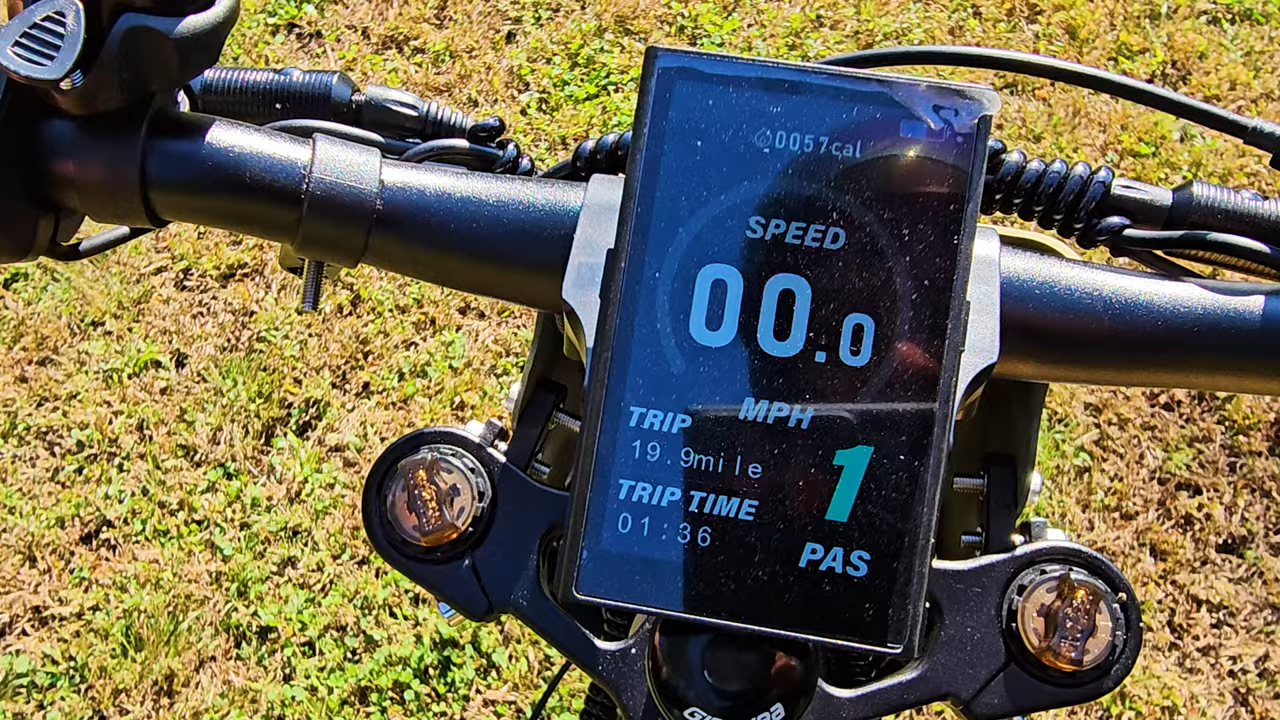 0057cal
SPEED
00.0
MPH
TRIP
19.9mile
1
TRIP TIME
01:36
PAS